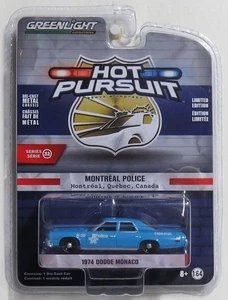 GREENLIGHT
HOT
PURSUIT
DIE-CAST
METAL
CHASSIS
CHÂSSIS
FAIT DE
MÉTAL
LIMITED
EDITION
ÉDITION
LIMITÉE
SERIES
SÉRIE
MONTRÉAL POLICE
Montréal, Québec, Canada
1974 DODGE MONACO
8+
1:64